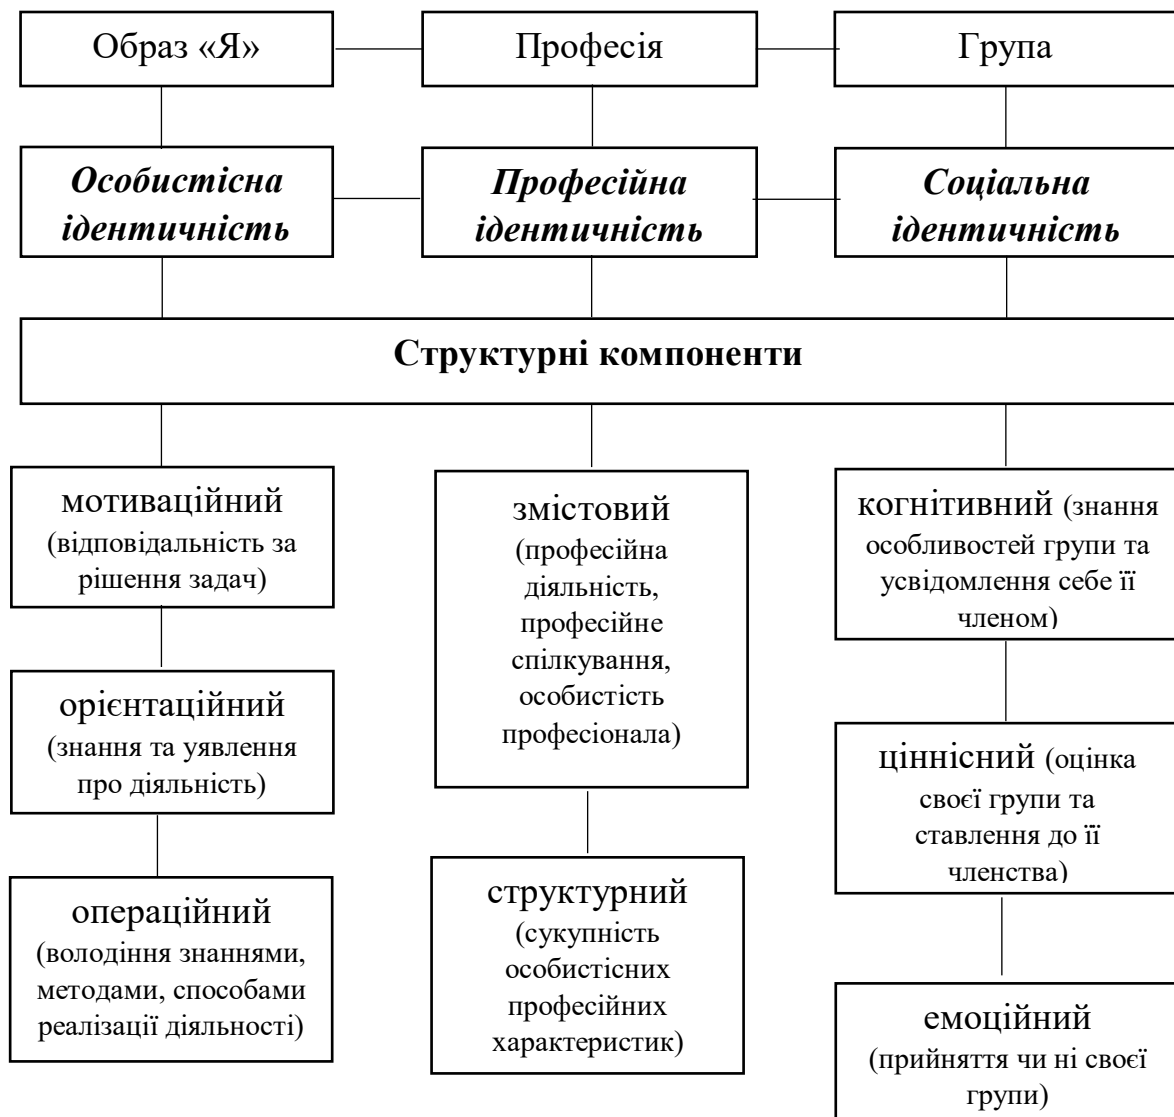 Образ «Я»
Професія
Група
Особистісна
ідентичність
Професійна
ідентичність
Соціальна
ідентичність
Структурні компоненти
мотиваційний
(відповідальність за
рішення задач)
орієнтаційний
(знання та уявлення
про діяльність)
операційний
(володіння знаннями,
методами, способами
реалізації діяльності)
змістовий
(професійна
діяльність,
професійне
спілкування,
особистість
професіонала)
структурний
(сукупність
особистісних
професійних
характеристик)
когнітивний (знання
особливостей групи та
усвідомлення себе її
членом)
ціннісний (оцінка
своєї групи та
ставлення до її
членства)
емоційний
(прийняття чи ні своєї
групи)